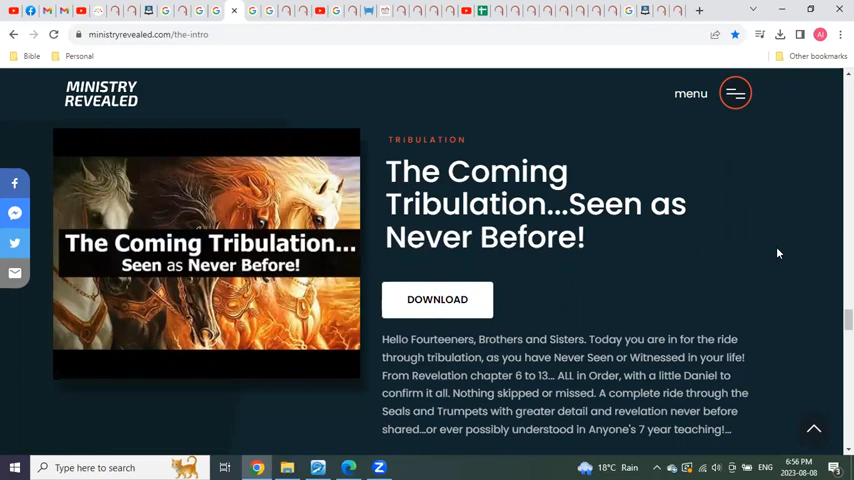 ministryrevealed.com/the-intro
AI
Bible
Personal
Other bookmarks
MINISTRY
REVEALED
menu
TRIBULATION
The Coming
Tribulation...Seen as
Never Before!
The Coming Tribulation...
Seen as Never Before!
DOWNLOAD
Hello Fourteeners, Brothers and Sisters. Today you are in for the ride
through tribulation, as you have Never Seen or Witnessed in your life!
From Revelation chapter 6 to 13... ALL in Order, with a little Daniel to
confirm it all. Nothing skipped or missed. A complete ride through the
Seals and Trumpets with greater detail and revelation never before
shared...or ever possibly understood in Anyone's 7 year teaching!...
Type here to search
18°C Rain
ENG
6:56 PM
2023-08-08
3